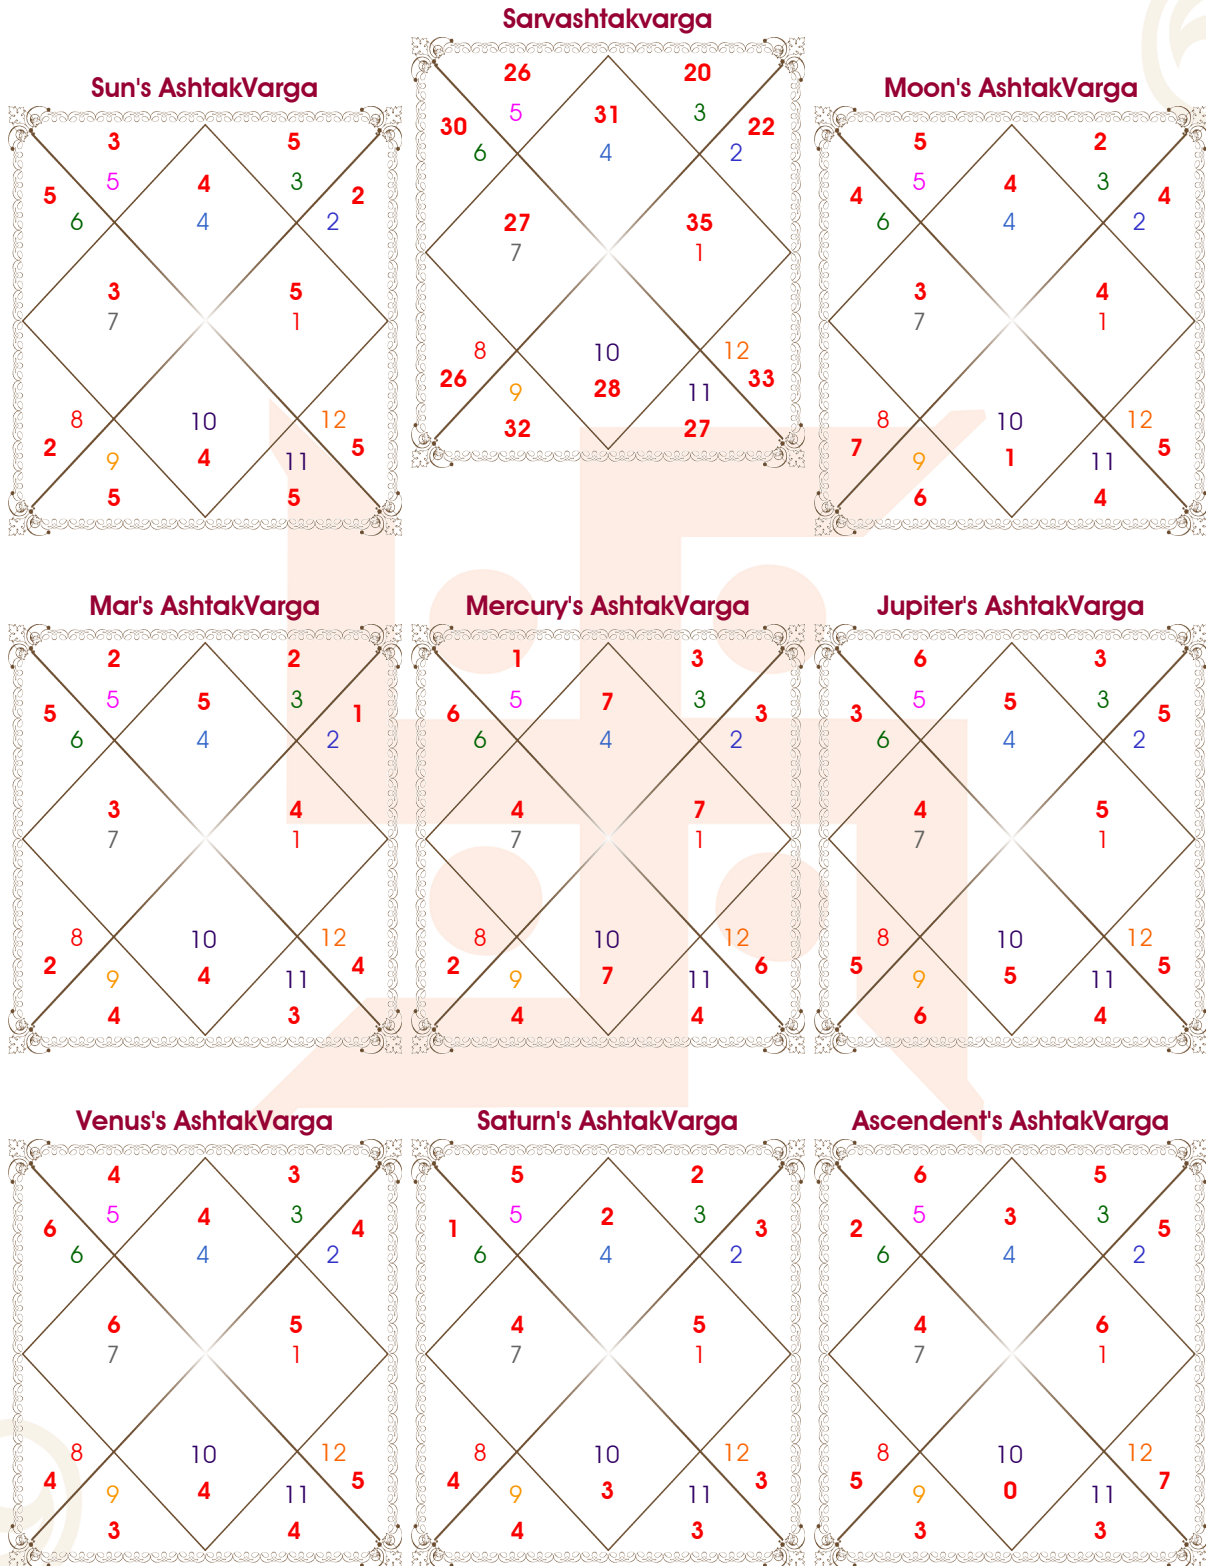 Sarvashtakvarga
26 20
30 5 31 3 22
6 4 2
27 35
7 1
8 10 12
26 28 33
9 11
32 27
Sun's AshtakVarga
3 5
5 5 4 3 2
6 4 2
3 5
7 1
8 10 12
2 4 5
9 11
5 5
Moon's AshtakVarga
5 2
4 5 4 3 4
6 4 2
3 4
7 1
8 10 12
7 1 5
9 11
6 4
Mar's AshtakVarga
2 2
5 5 5 3 1
6 4 2
3 4
7 1
8 10 12
2 4 4
9 11
4 3
Mercury's AshtakVarga
1 3
6 5 7 3 3
6 4 2
4 7
7 1
8 10 12
2 7 6
9 11
4 4
Jupiter's AshtakVarga
6 3
3 5 5 3 5
6 4 2
4 5
7 1
8 10 12
5 5 5
9 11
6 4
Venus's AshtakVarga
4 3
6 5 4 3 4
6 4 2
6 5
7 1
8 10 12
4 4 5
9 11
3 4
Saturn's AshtakVarga
5 2
1 5 2 3 3
6 4 2
4 5
7 1
8 10 12
4 3 3
9 11
4 3
Ascendent's AshtakVarga
6 5
2 5 3 3 5
6 4 2
4 6
7 1
8 10 12
5 0 7
9 11
3 3